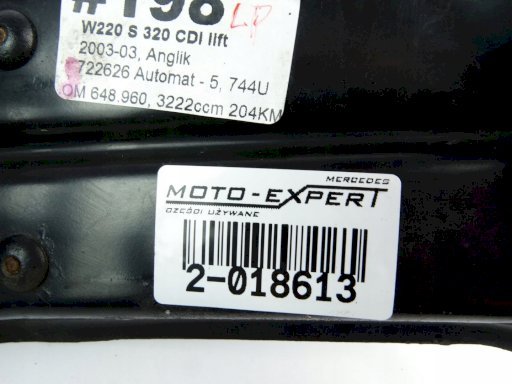 #198 LP
W220 S 320 CDI lift
2003-03, Anglik
722626 Automat - 5, 744U
OM 648.960, 3222ccm 204KM
MERCEDES
MOTO-EXPERT
CZĘŚCI UŻYWANE
2-018613